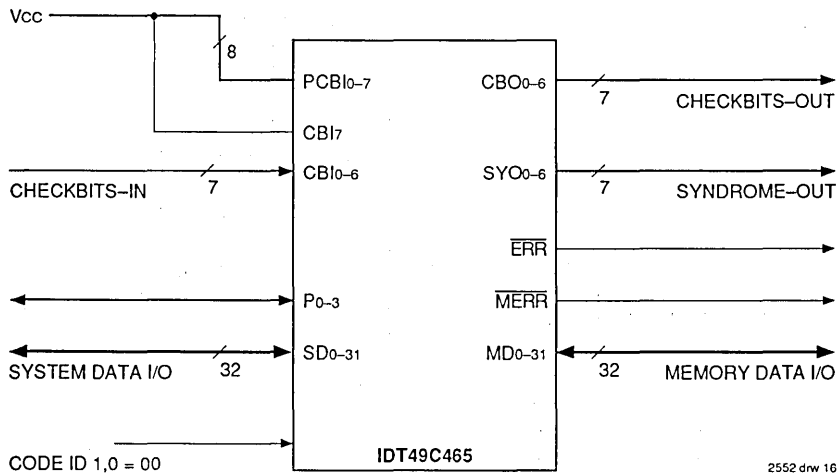 Vcc
8
PCBI0–7
CBO0–6
7
CHECKBITS–OUT
CBI7
CBI0–6
7
CHECKBITS–IN
SYO0–6
7
SYNDROME–OUT
ERR
P0–3
MERR
SD0–31
32
SYSTEM DATA I/O
MD0–31
32
MEMORY DATA I/O
CODE ID 1,0 = 00
IDT49C465
2552 drw 16